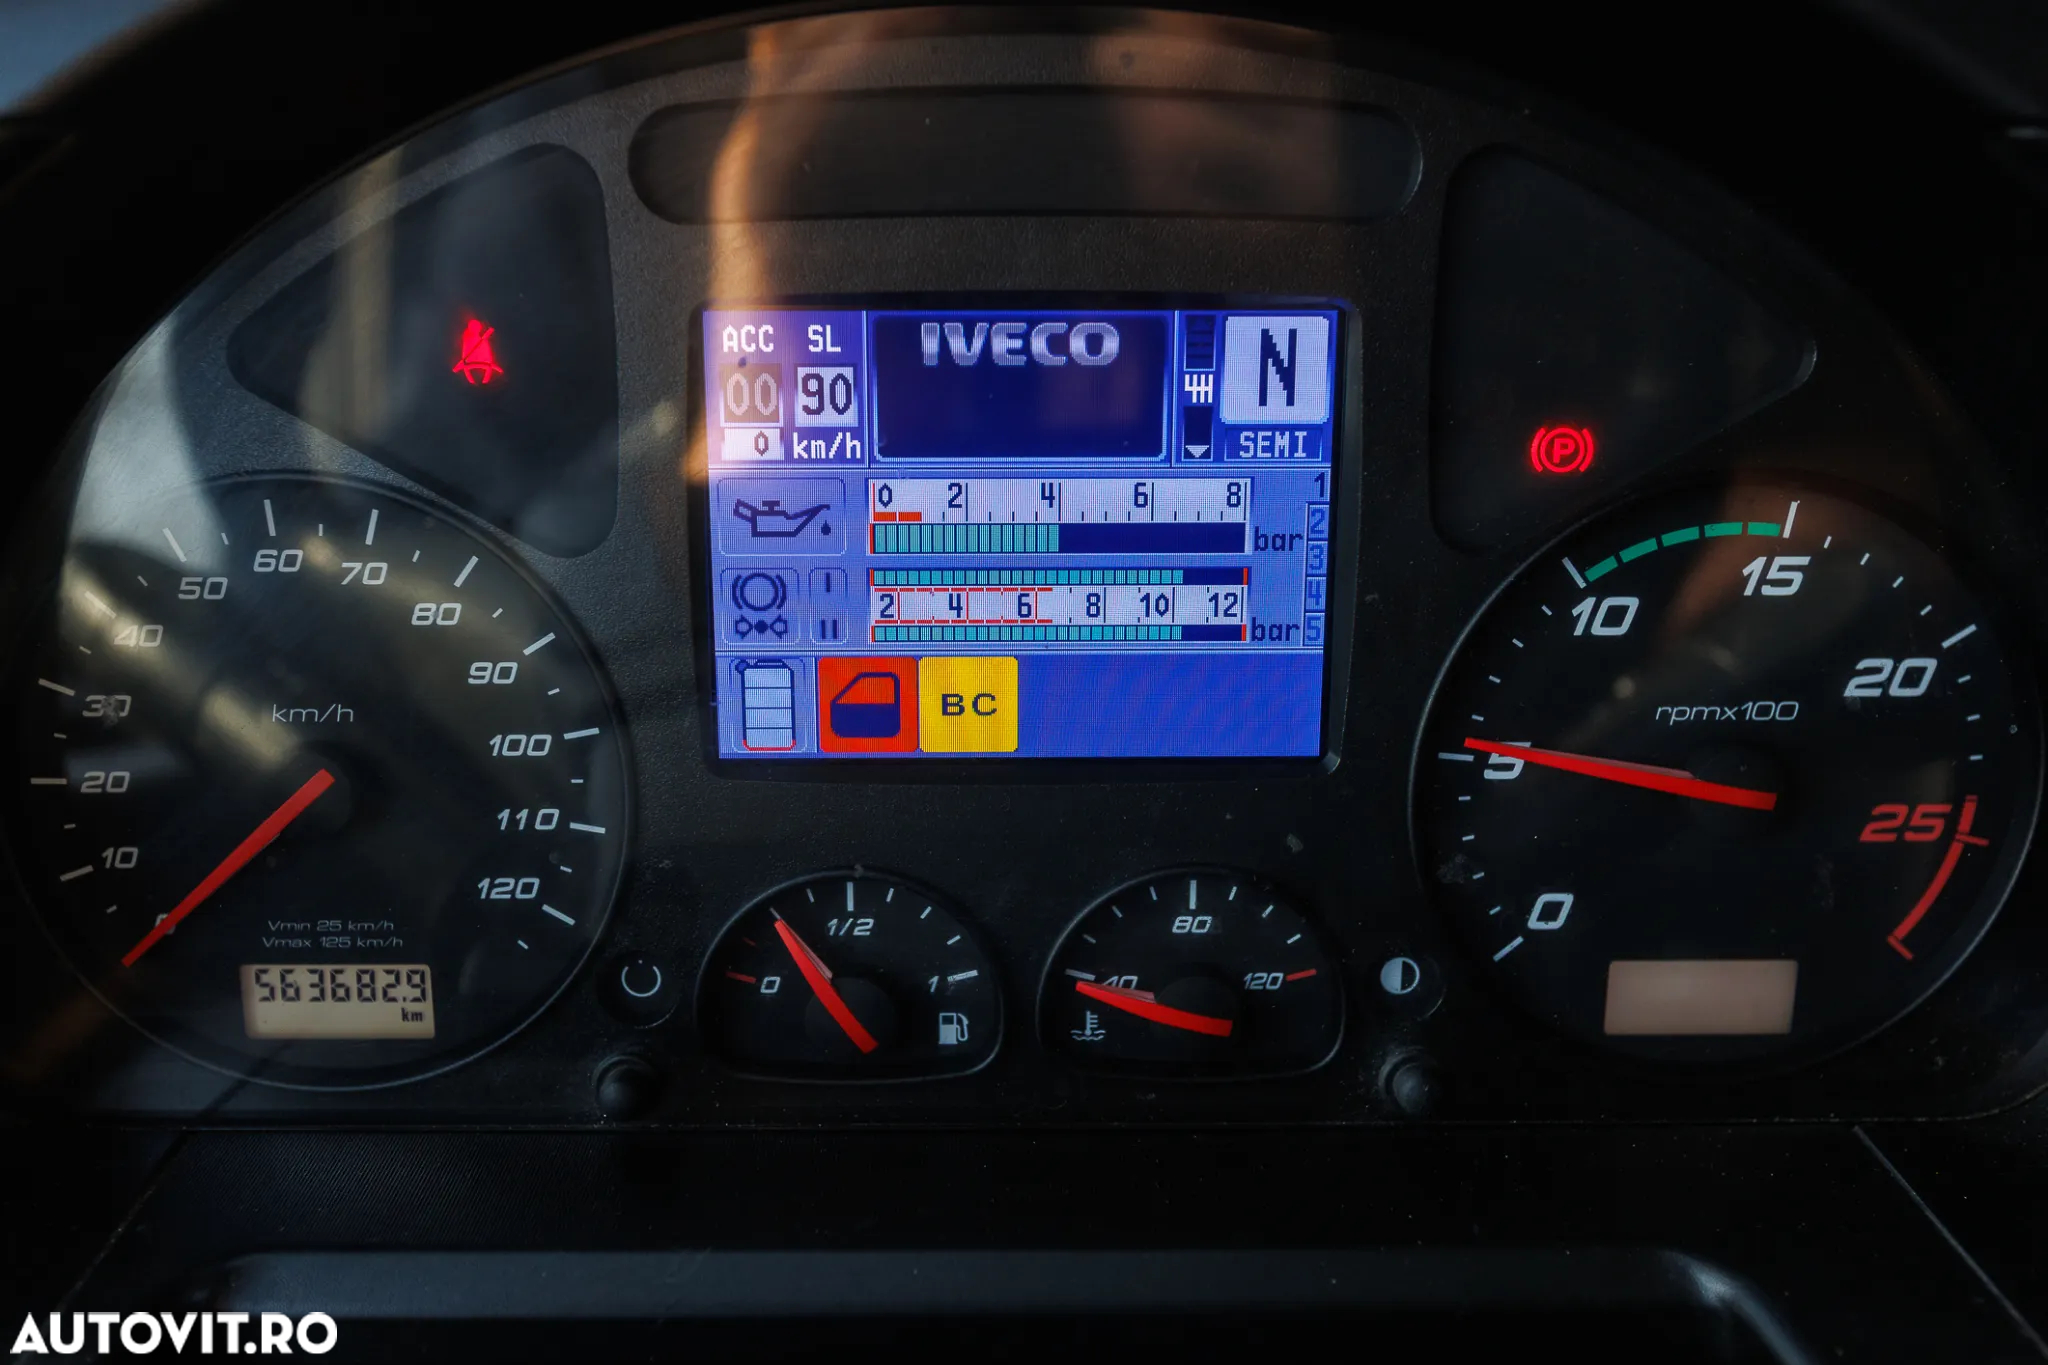 IVECO
ACC SL
00 90
0 km/h
N
SEMI
0 2 4 6 8
bar
1
2
3
4
5
I
II
2 4 6 8 10 12
bar
BC
0
10
20
30
40
50
60
70
80
90
100
110
120
km/h
Vmin 25 km/h
Vmax 125 km/h
563682.9
km
0 1/2 1
40 80 120
0
5
10
15
20
25
rpmx100
P
AUTOVIT.RO